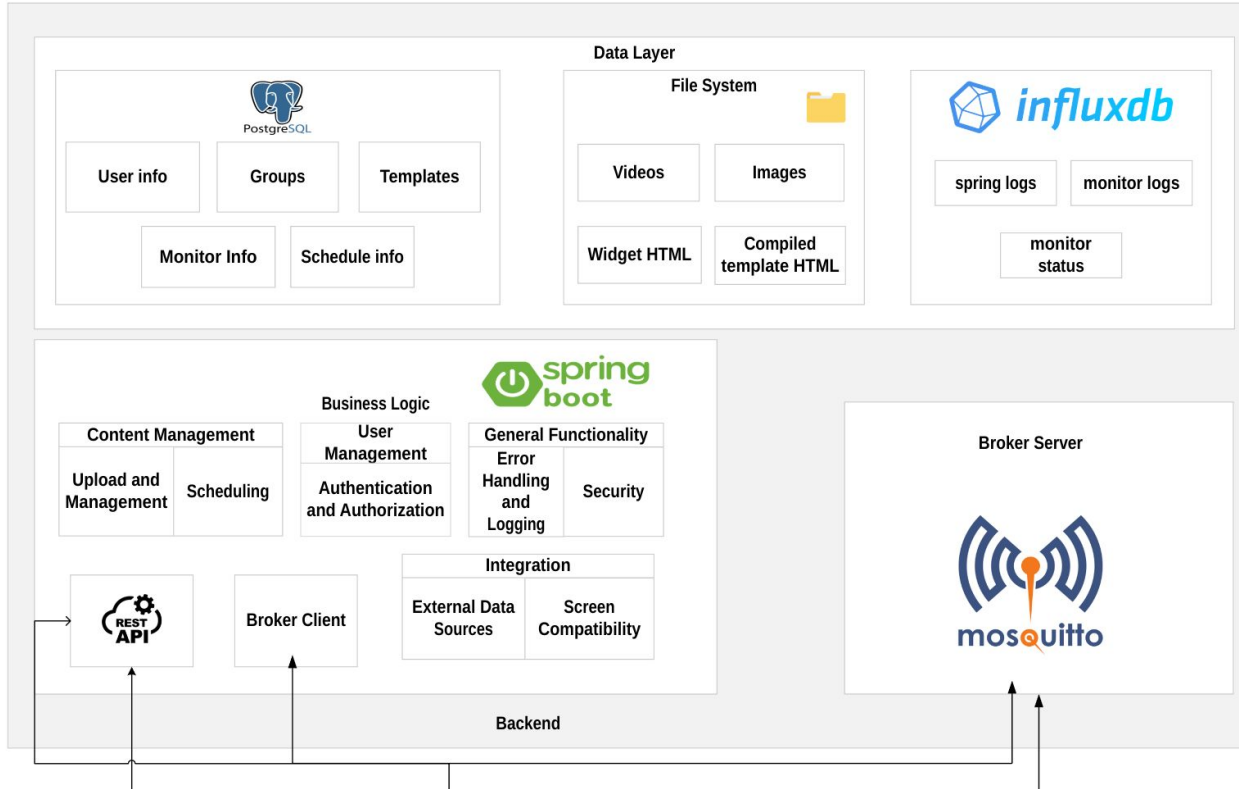 Data Layer
PostgreSQL
User info
Groups
Templates
Monitor Info
Schedule info
File System
Videos
Images
Widget HTML
Compiled
template HTML
influxdb
spring logs
monitor logs
monitor
status
spring
boot
Business Logic
Content Management
Upload and
Management
Scheduling
User
Management
Authentication
and Authorization
General Functionality
Error
Handling
and
Logging
Security
REST
API
Broker Client
Integration
External Data
Sources
Screen
Compatibility
Broker Server
mosquitto
Backend